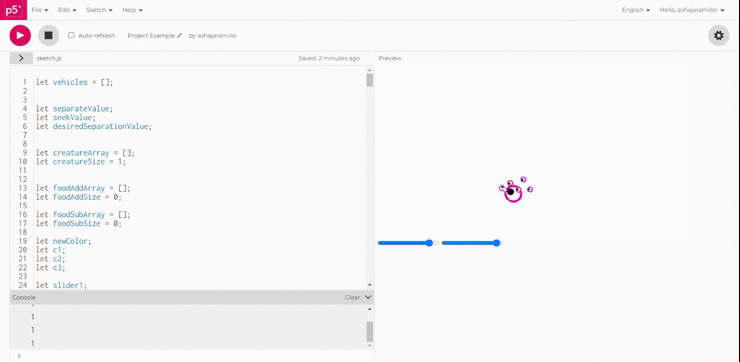 p5*
File Edit Sketch Help English Hello, sofiajaramillo!
Auto-refresh Project Example by sofiajaramillo
> sketch.js Saved: 2 minutes ago Preview
1 let vehicles = [];
2
3
4 let separateValue;
5 let seekValue;
6 let desiredSeparationValue;
7
8
9 let creatureArray = [];
10 let creatureSize = 1;
11
12
13 let foodAddArray = [];
14 let foodAddSize = 0;
15
16 let foodSubArray = [];
17 let foodSubSize = 0;
18
19 let newColor;
20 let c1;
21 let c2;
22 let c3;
23
24 let slider1;
Console Clear
1
1
1
>